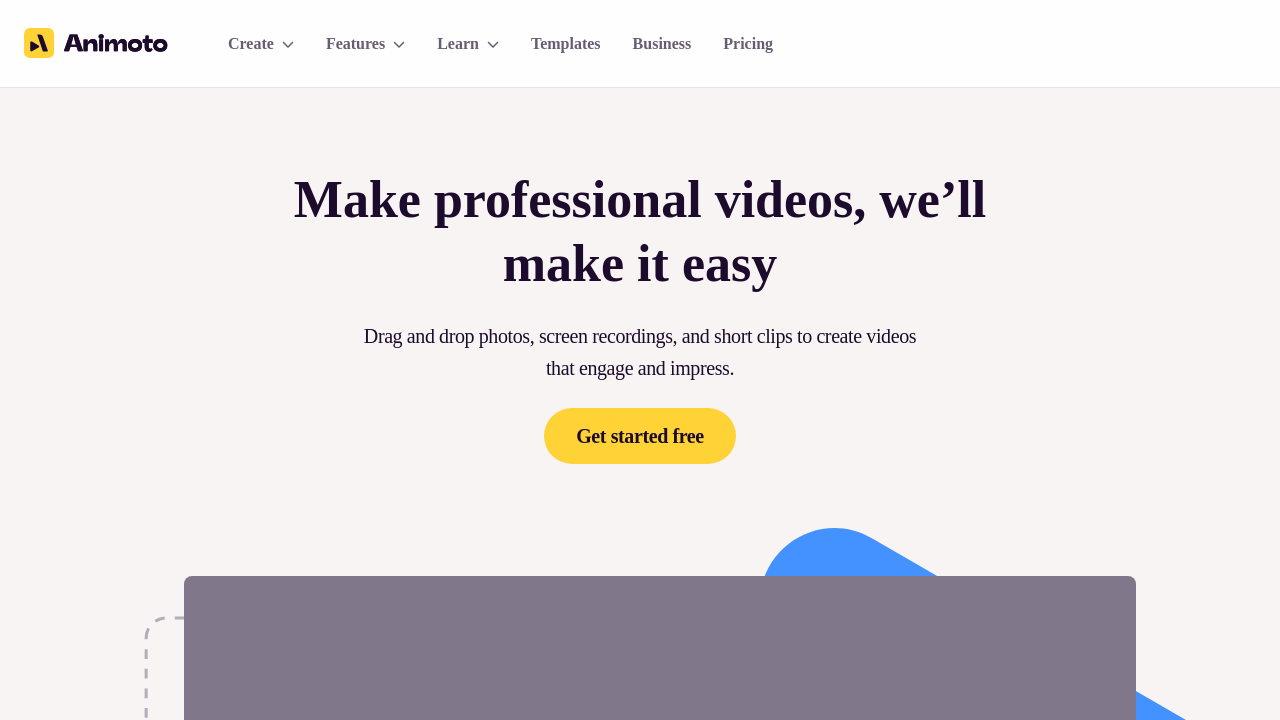 Animoto
Create
Features
Learn
Templates
Business
Pricing
Make professional videos, we’ll
make it easy
Drag and drop photos, screen recordings, and short clips to create videos
that engage and impress.
Get started free